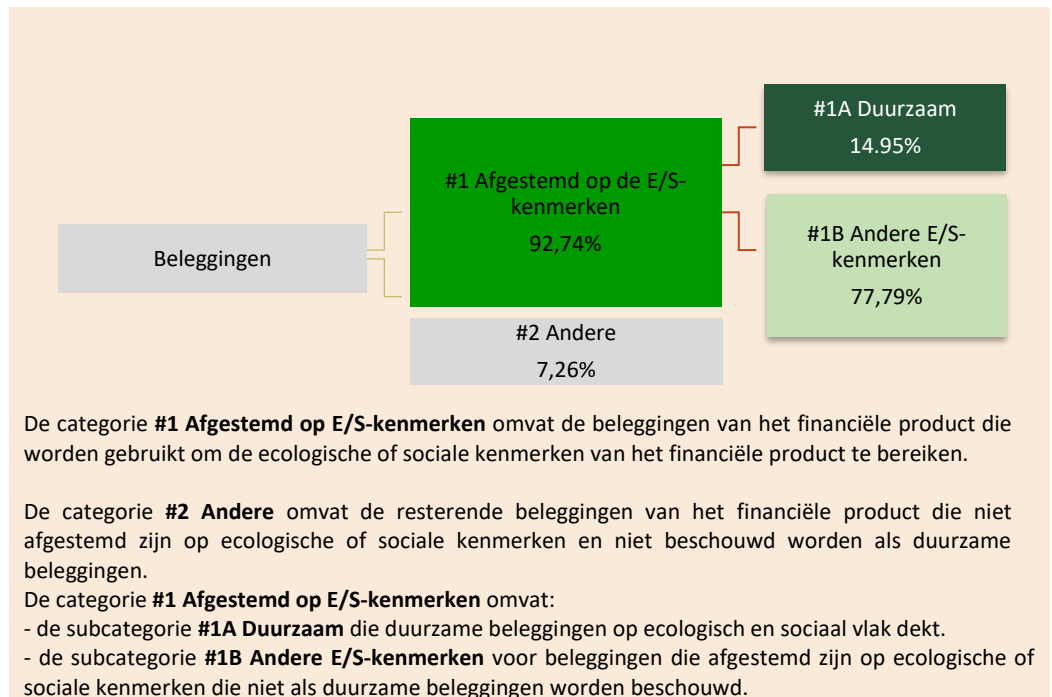 Beleggingen
#1 Afgestemd op de E/S-
kenmerken
92,74%
#2 Andere
7,26%
#1A Duurzaam
14.95%
#1B Andere E/S-
kenmerken
77,79%
De categorie #1 Afgestemd op E/S-kenmerken omvat de beleggingen van het financiële product die
worden gebruikt om de ecologische of sociale kenmerken van het financiële product te bereiken.
De categorie #2 Andere omvat de resterende beleggingen van het financiële product die niet
afgestemd zijn op ecologische of sociale kenmerken en niet beschouwd worden als duurzame
beleggingen.
De categorie #1 Afgestemd op E/S-kenmerken omvat:
- de subcategorie #1A Duurzaam die duurzame beleggingen op ecologisch en sociaal vlak dekt.
- de subcategorie #1B Andere E/S-kenmerken voor beleggingen die afgestemd zijn op ecologische of
sociale kenmerken die niet als duurzame beleggingen worden beschouwd.